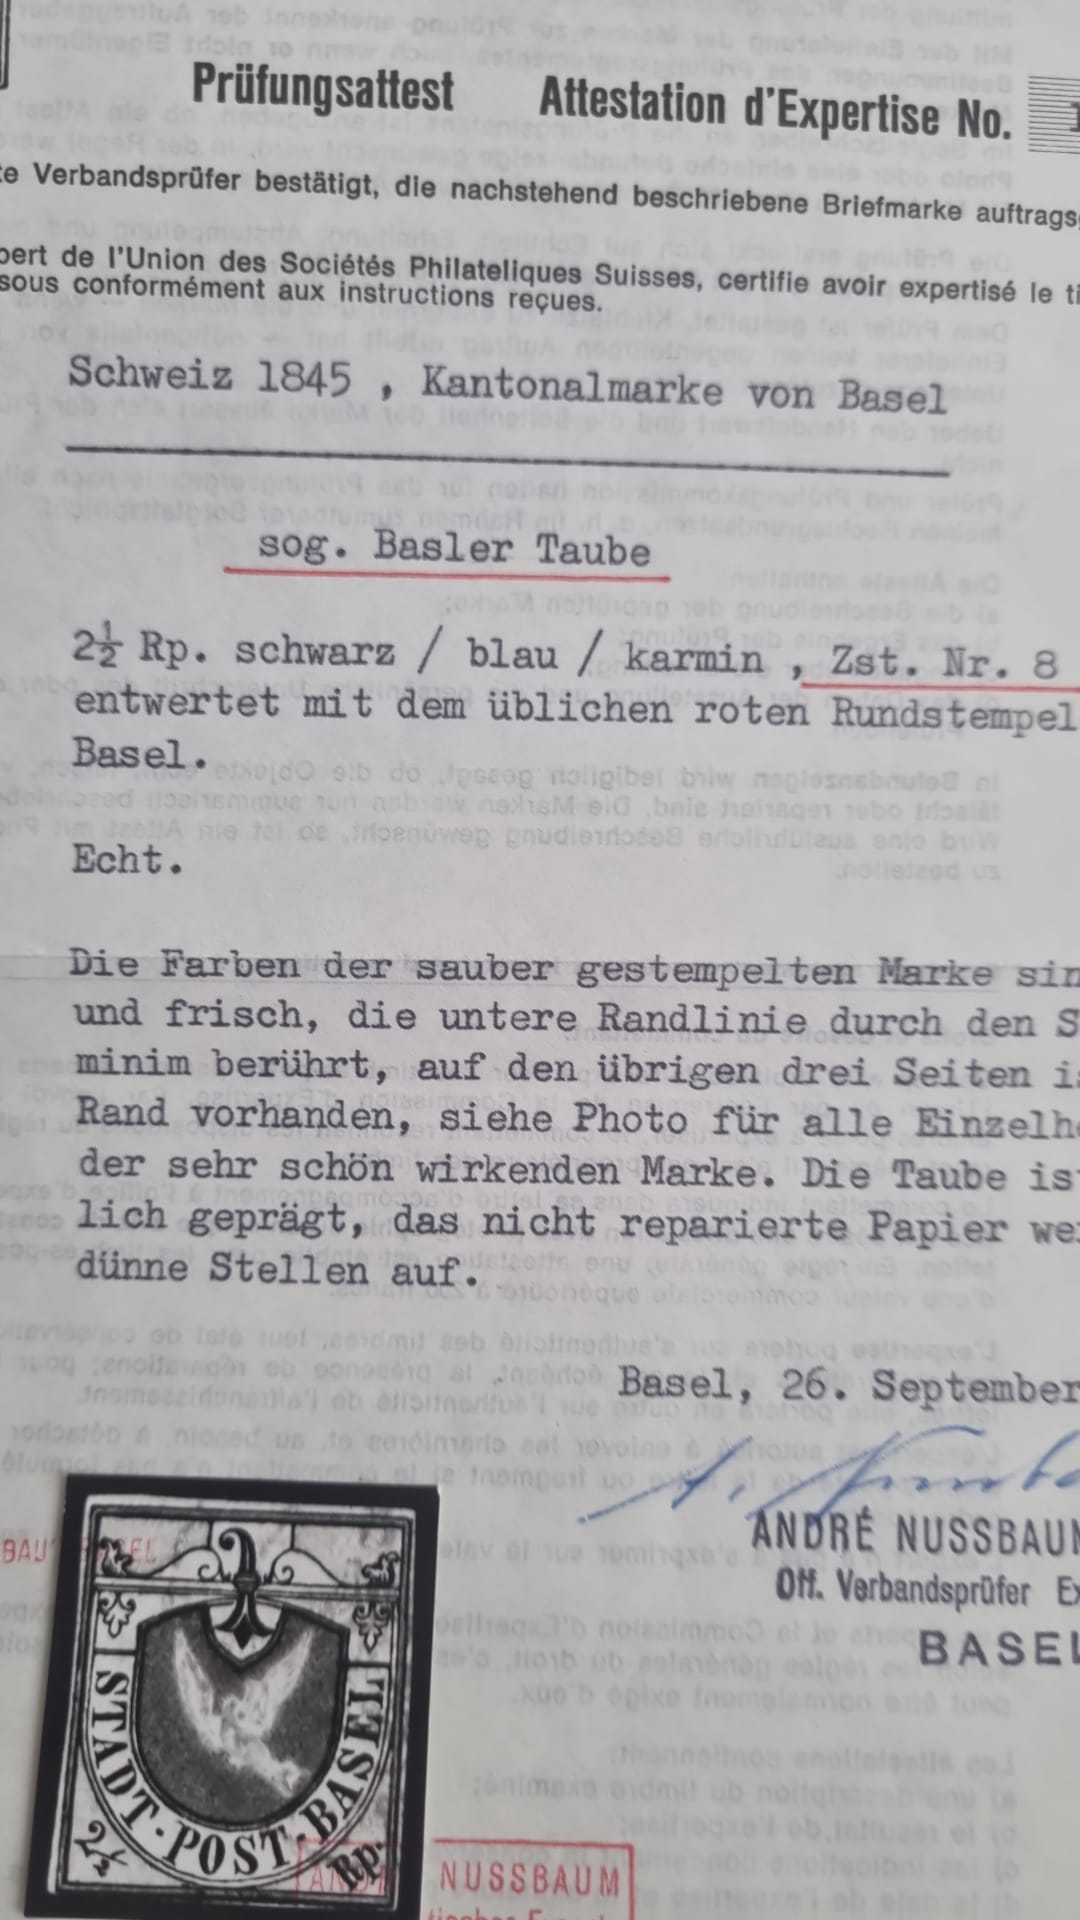 Prüfungsattest Attestation d'Expertise No.
Verbandsprüfer bestätigt, die nachstehend beschriebene Briefmarke
de l'Union des Sociétés Philateliques Suisses, certifie avoir expertisé le
sous conformément aux instructions reçues.
Schweiz 1845 , Kantonalmarke von Basel
sog. Basler Taube
2½ Rp. schwarz / blau / karmin , Zst. Nr. 8
entwertet mit dem üblichen roten Rundstempel
Basel.
Echt.
Die Farben der sauber gestempelten Marke
und frisch, die untere Randlinie durch den
minim berührt, auf den übrigen drei Seiten
Rand vorhanden, siehe Photo für alle
der sehr schön wirkenden Marke. Die Taube
lich geprägt, das nicht reparierte Papier
dünne Stellen auf.
Basel, 26. September
ANDRÉ NUSSBAUM
Off. Verbandsprüfer
BASEL
STADT·POST·BASEL
2½ Rp.
NUSSBAUM